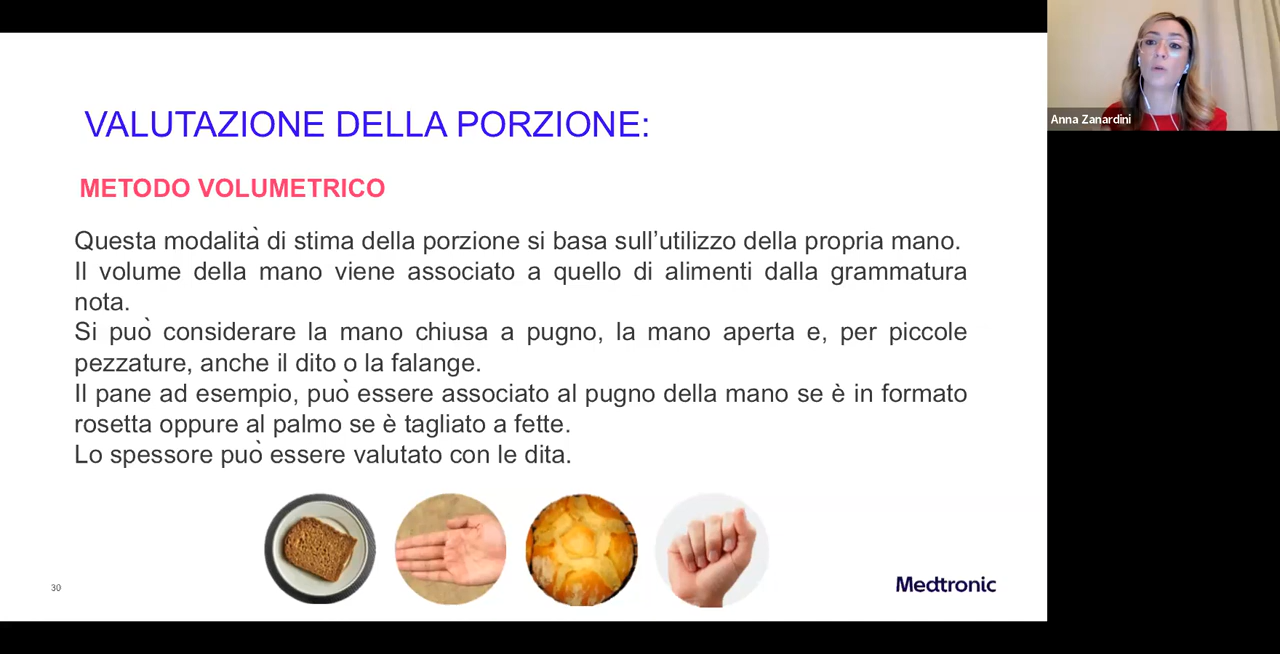 VALUTAZIONE DELLA PORZIONE:
METODO VOLUMETRICO
Questa modalità di stima della porzione si basa sull’utilizzo della propria mano.
Il volume della mano viene associato a quello di alimenti dalla grammatura
nota.
Si può considerare la mano chiusa a pugno, la mano aperta e, per piccole
pezzature, anche il dito o la falange.
Il pane ad esempio, può essere associato al pugno della mano se è in formato
rosetta oppure al palmo se è tagliato a fette.
Lo spessore può essere valutato con le dita.
30
Medtronic
Anna Zanardini